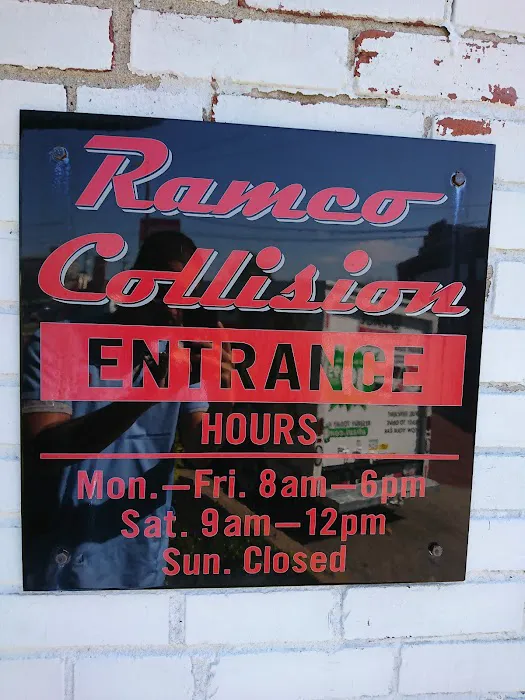 Ramco
Collision
ENTRANCE
HOURS
Mon.—Fri. 8am—6pm
Sat. 9am—12pm
Sun. Closed